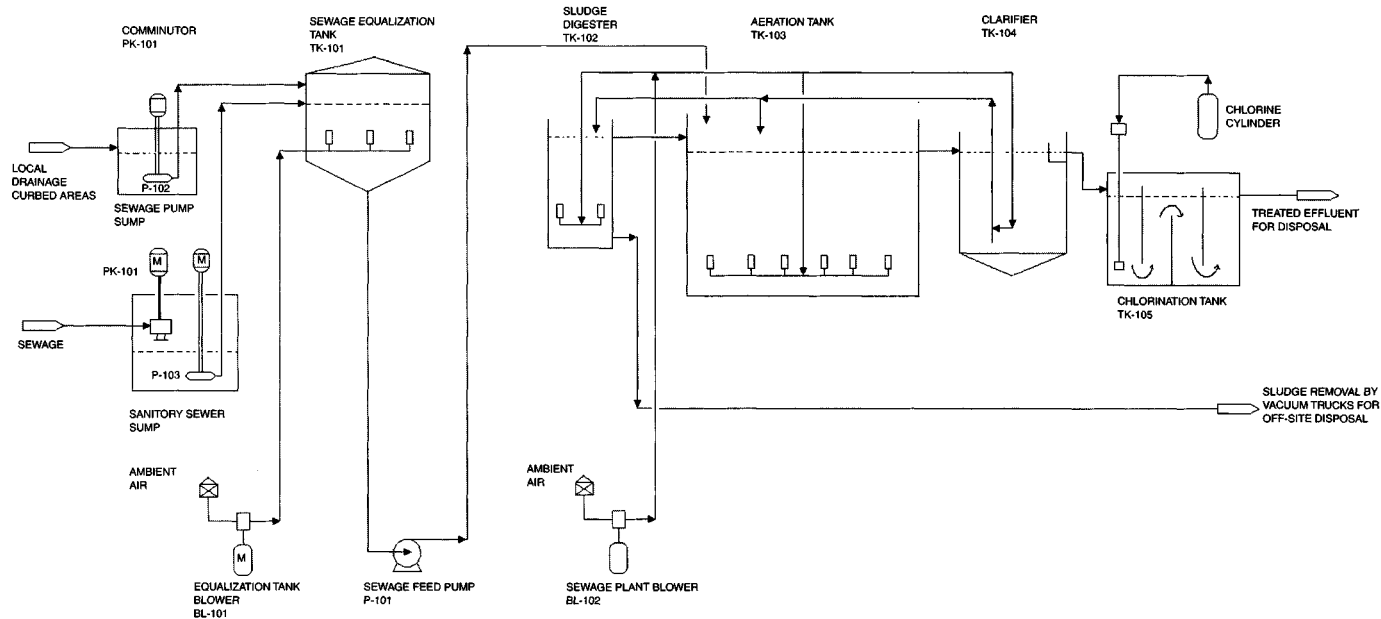 COMMINUTOR
PK-101
SEWAGE EQUALIZATION
TANK
TK-101
SLUDGE
DIGESTER
TK-102
AERATION TANK
TK-103
CLARIFIER
TK-104
CHLORINE
CYLINDER
LOCAL
DRAINAGE
CURBED AREAS
P-102
SEWAGE PUMP
SUMP
TREATED EFFLUENT
FOR DISPOSAL
PK-101
M
M
CHLORINATION TANK
TK-105
SEWAGE
P-103
SANITORY SEWER
SUMP
SLUDGE REMOVAL BY
VACUUM TRUCKS FOR
OFF-SITE DISPOSAL
AMBIENT
AIR
AMBIENT
AIR
M
EQUALIZATION TANK
BLOWER
BL-101
SEWAGE FEED PUMP
P-101
SEWAGE PLANT BLOWER
BL-102